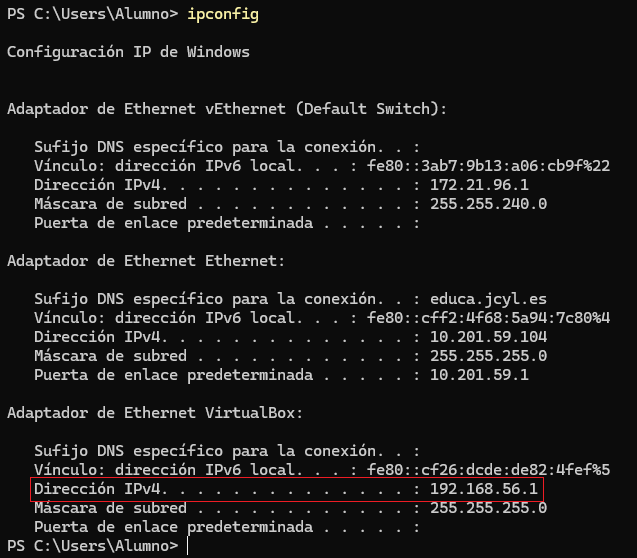 PS C:\Users\Alumno> ipconfig
Configuración IP de Windows
Adaptador de Ethernet vEthernet (Default Switch):
Sufijo DNS específico para la conexión. . :
Vínculo: dirección IPv6 local. . . : fe80::3ab7:9b13:a06:cb9f%22
Dirección IPv4. . . . . . . . . . . . . . : 172.21.96.1
Máscara de subred . . . . . . . . . . . . : 255.255.240.0
Puerta de enlace predeterminada . . . . . :
Adaptador de Ethernet Ethernet:
Sufijo DNS específico para la conexión. . : educa.jcyl.es
Vínculo: dirección IPv6 local. . . : fe80::cff2:4f68:5a94:7c80%4
Dirección IPv4. . . . . . . . . . . . . . : 10.201.59.104
Máscara de subred . . . . . . . . . . . . : 255.255.255.0
Puerta de enlace predeterminada . . . . . : 10.201.59.1
Adaptador de Ethernet VirtualBox:
Sufijo DNS específico para la conexión. . :
Vínculo: dirección IPv6 local. . . : fe80::cf26:dcde:de82:4fef%5
Dirección IPv4. . . . . . . . . . . . . . : 192.168.56.1
Máscara de subred . . . . . . . . . . . . : 255.255.255.0
Puerta de enlace predeterminada . . . . . :
PS C:\Users\Alumno>